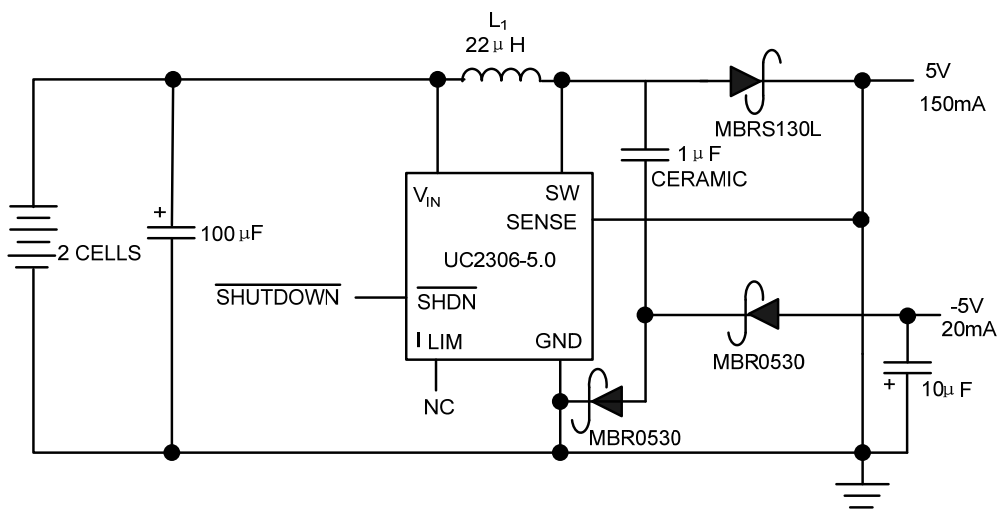 L1
22μH
5V
150mA
MBRS130L
1μF
CERAMIC
VIN
SW
SENSE
+
100μF
2 CELLS
UC2306-5.0
SHUTDOWN
SHDN
I LIM
GND
-5V
20mA
MBR0530
+
10μF
NC
MBR0530